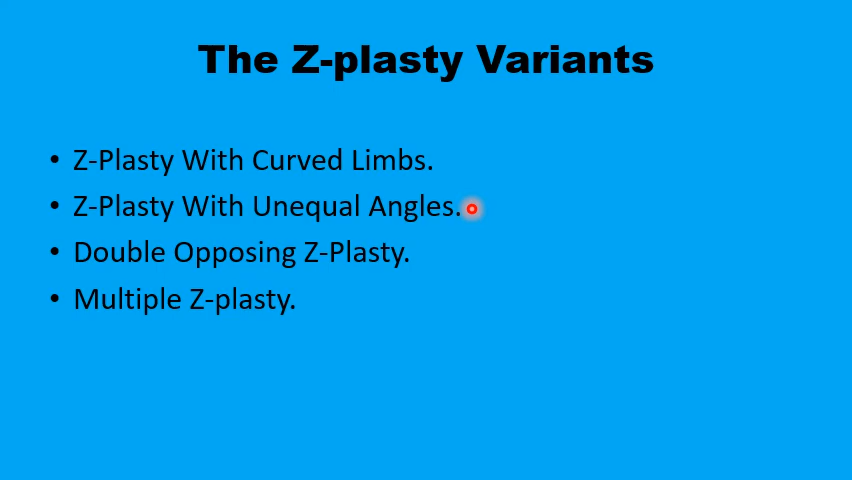 The Z-plasty Variants
• Z-Plasty With Curved Limbs.
• Z-Plasty With Unequal Angles.
• Double Opposing Z-Plasty.
• Multiple Z-plasty.